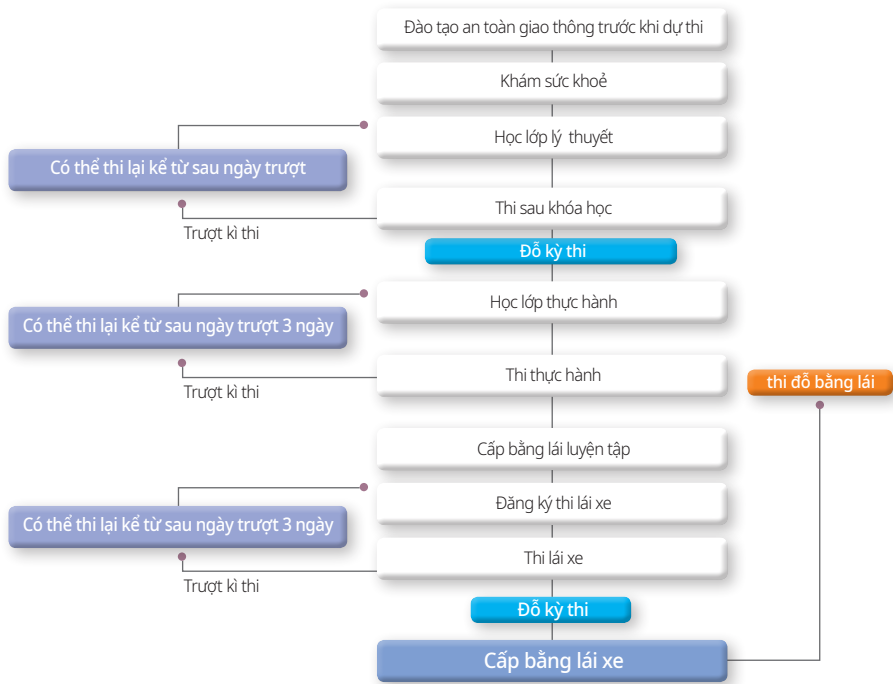 Đào tạo an toàn giao thông trước khi dự thi
Khám sức khoẻ
Học lớp lý thuyết
Có thể thi lại kể từ sau ngày trượt
Thi sau khóa học
Trượt kì thi
Đỗ kỳ thi
Học lớp thực hành
Có thể thi lại kể từ sau ngày trượt 3 ngày
Thi thực hành
thi đỗ bằng lái
Trượt kì thi
Cấp bằng lái luyện tập
Đăng ký thi lái xe
Có thể thi lại kể từ sau ngày trượt 3 ngày
Thi lái xe
Trượt kì thi
Đỗ kỳ thi
Cấp bằng lái xe